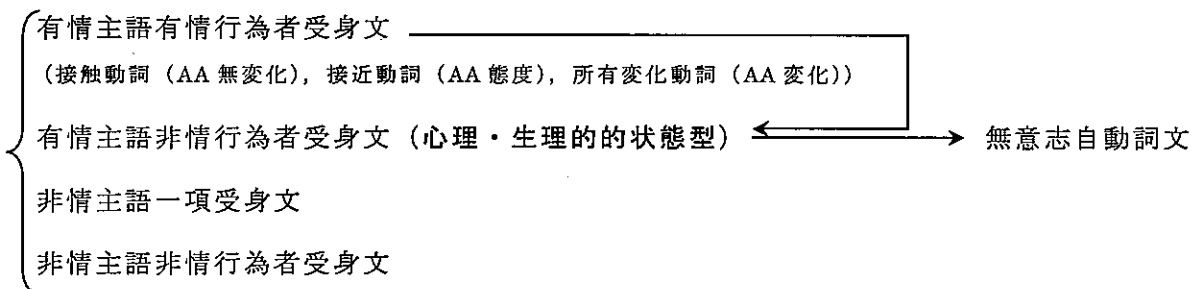 有情主語有情行為者受身文
（接触動詞（AA 無変化），接近動詞（AA 態度），所有変化動詞（AA 変化））
有情主語非情行為者受身文（心理・生理的的状態型） 無意志自動詞文
非情主語一項受身文
非情主語非情行為者受身文